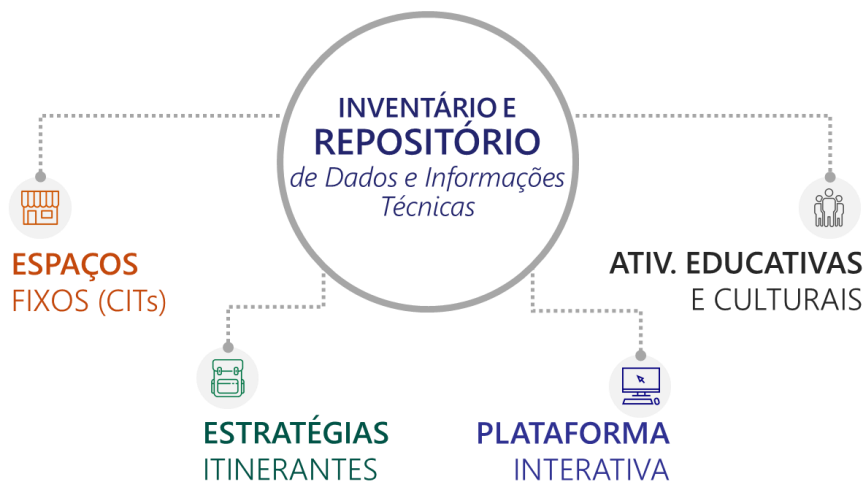 INVENTÁRIO E
REPOSITÓRIO
de Dados e Informações
Técnicas
ESPAÇOS
FIXOS (CITs)
ATIV. EDUCATIVAS
E CULTURAIS
ESTRATÉGIAS
ITINERANTES
PLATAFORMA
INTERATIVA